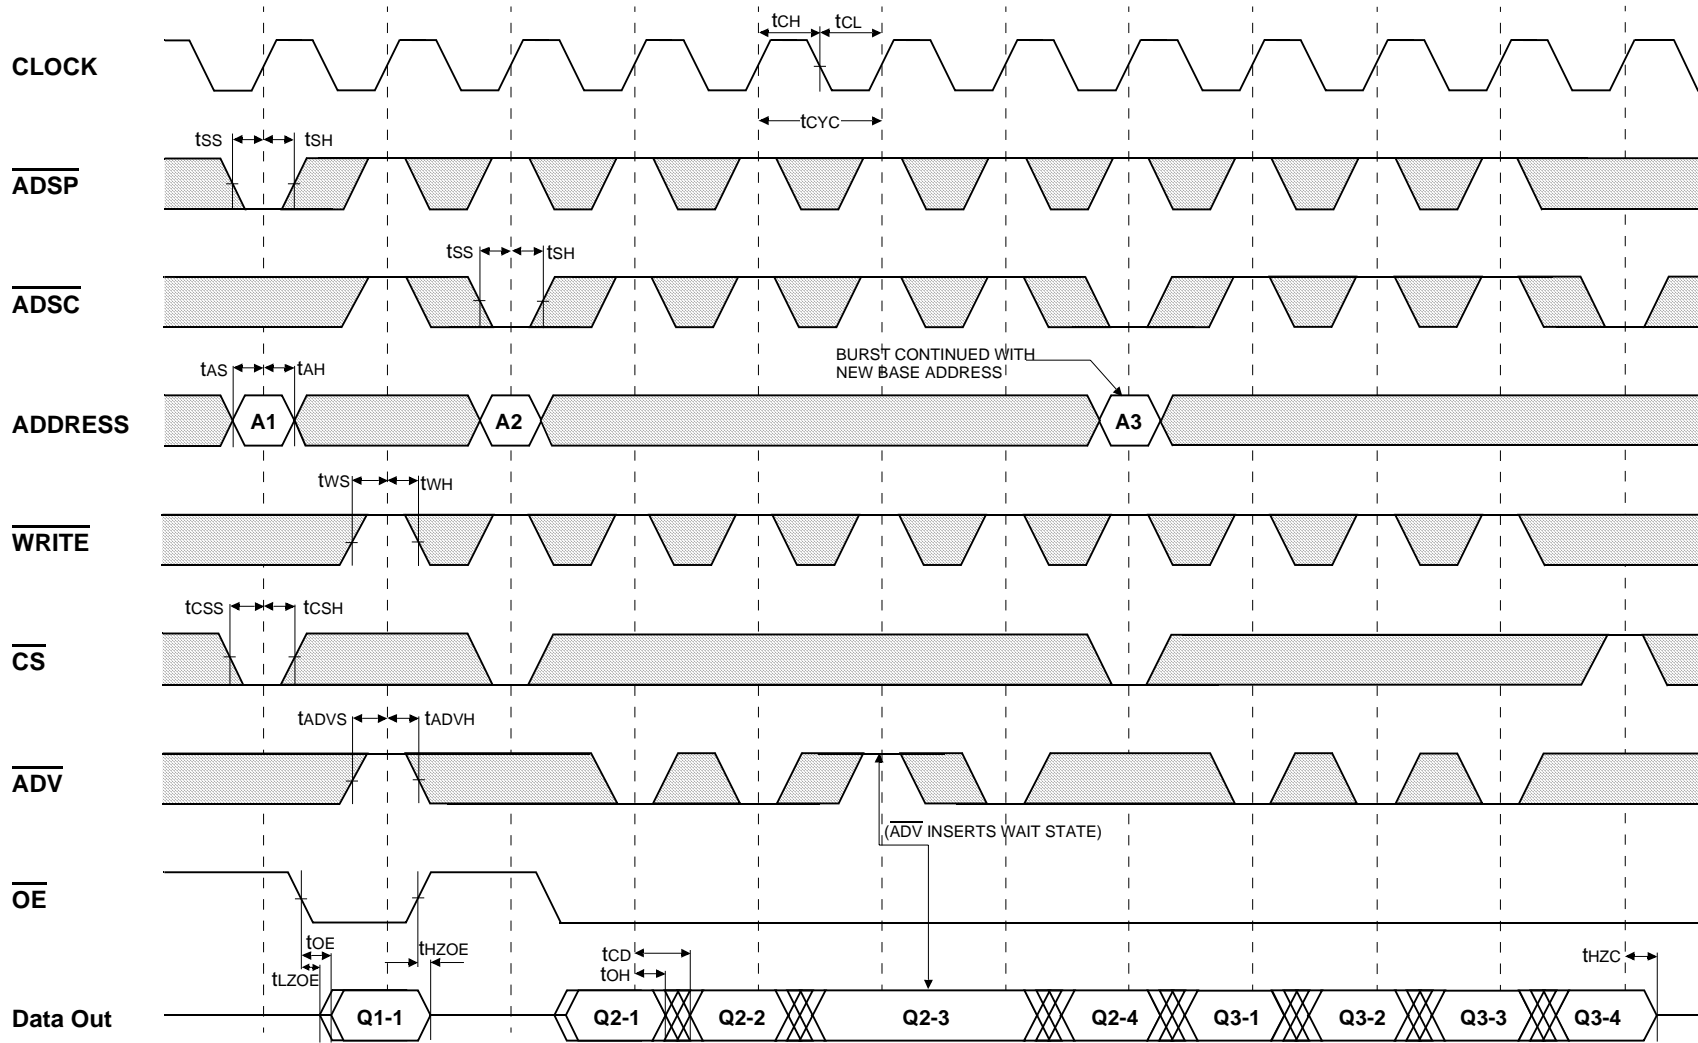 tCH tCL
CLOCK
tCYC
tSS tSH
ADSP
tSS tSH
ADSC
BURST CONTINUED WITH
NEW BASE ADDRESS
tAS tAH
ADDRESS A1 A2 A3
tWS tWH
WRITE
tCSS tCSH
CS
tADVS tADVH
ADV
(ADV INSERTS WAIT STATE)
OE
tOE tHZOE tCD tHZC
tLZOE tOH
Data Out Q1-1 Q2-1 Q2-2 Q2-3 Q2-4 Q3-1 Q3-2 Q3-3 Q3-4